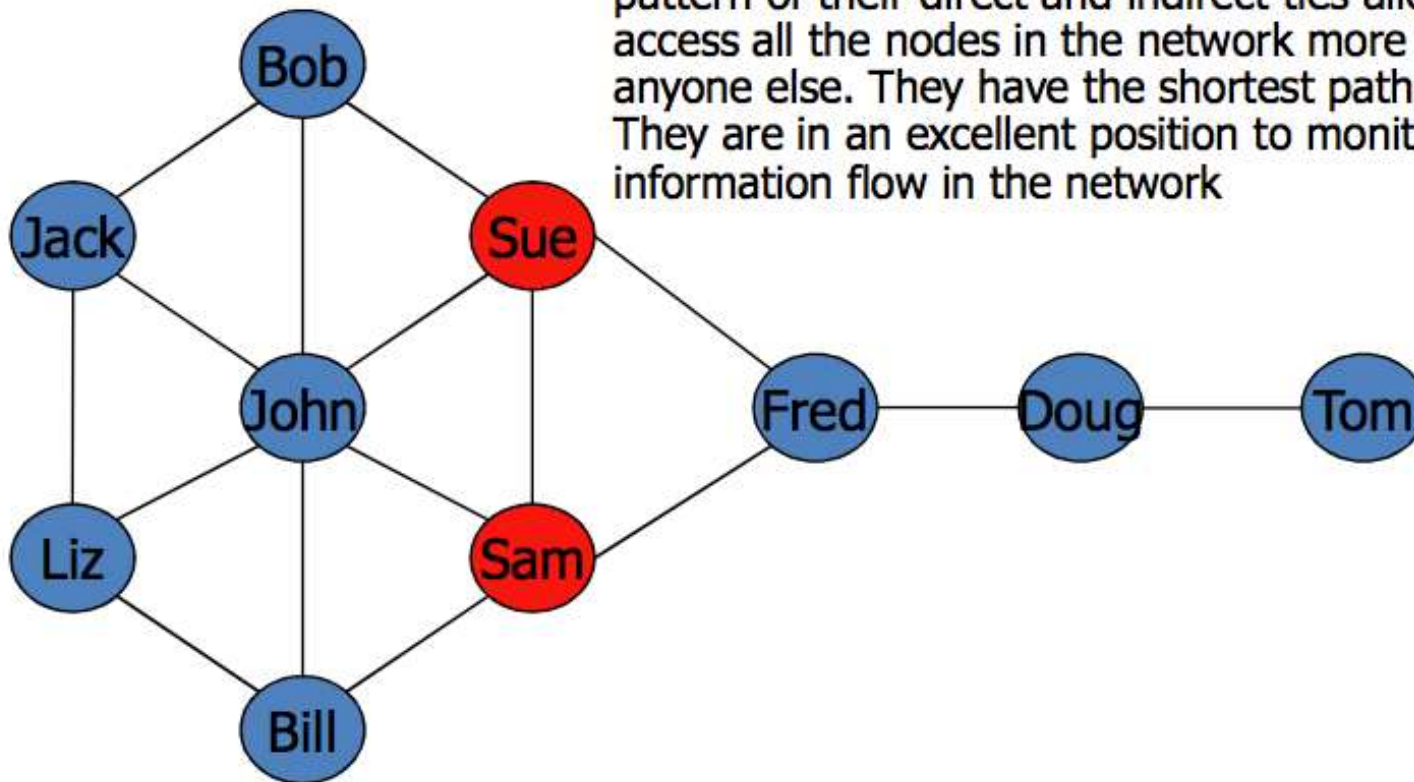 access all the nodes in the network more
anyone else. They have the shortest path
They are in an excellent position to
information flow in the network
Bob
Jack
Sue
John
Fred
Doug
Tom
Liz
Sam
Bill